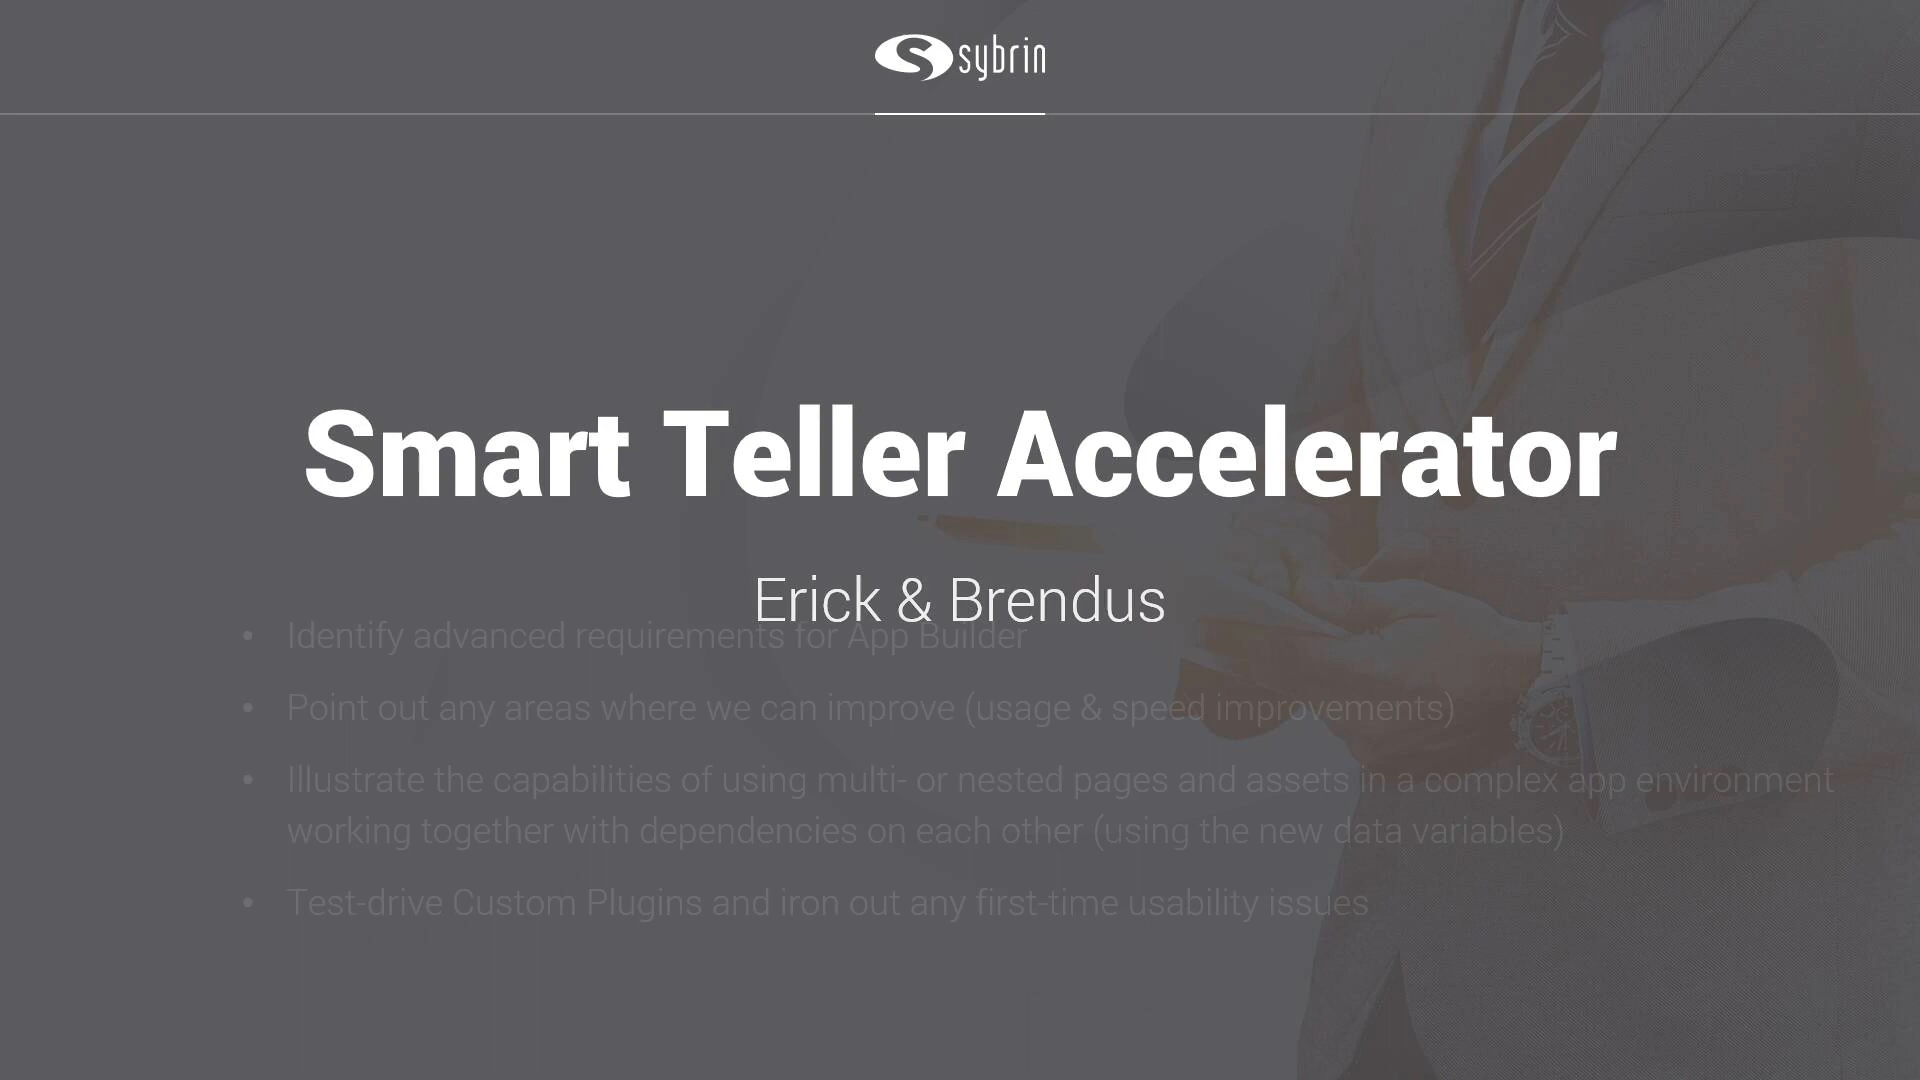 sybrin
Smart Teller Accelerator
Erick & Brendus
• Identify advanced requirements for App Builder
• Point out any areas where we can improve (usage & speed improvements)
• Illustrate the capabilities of using multi- or nested pages and assets in a complex app environment
working together with dependencies on each other (using the new data variables)
• Test-drive Custom Plugins and iron out any first-time usability issues